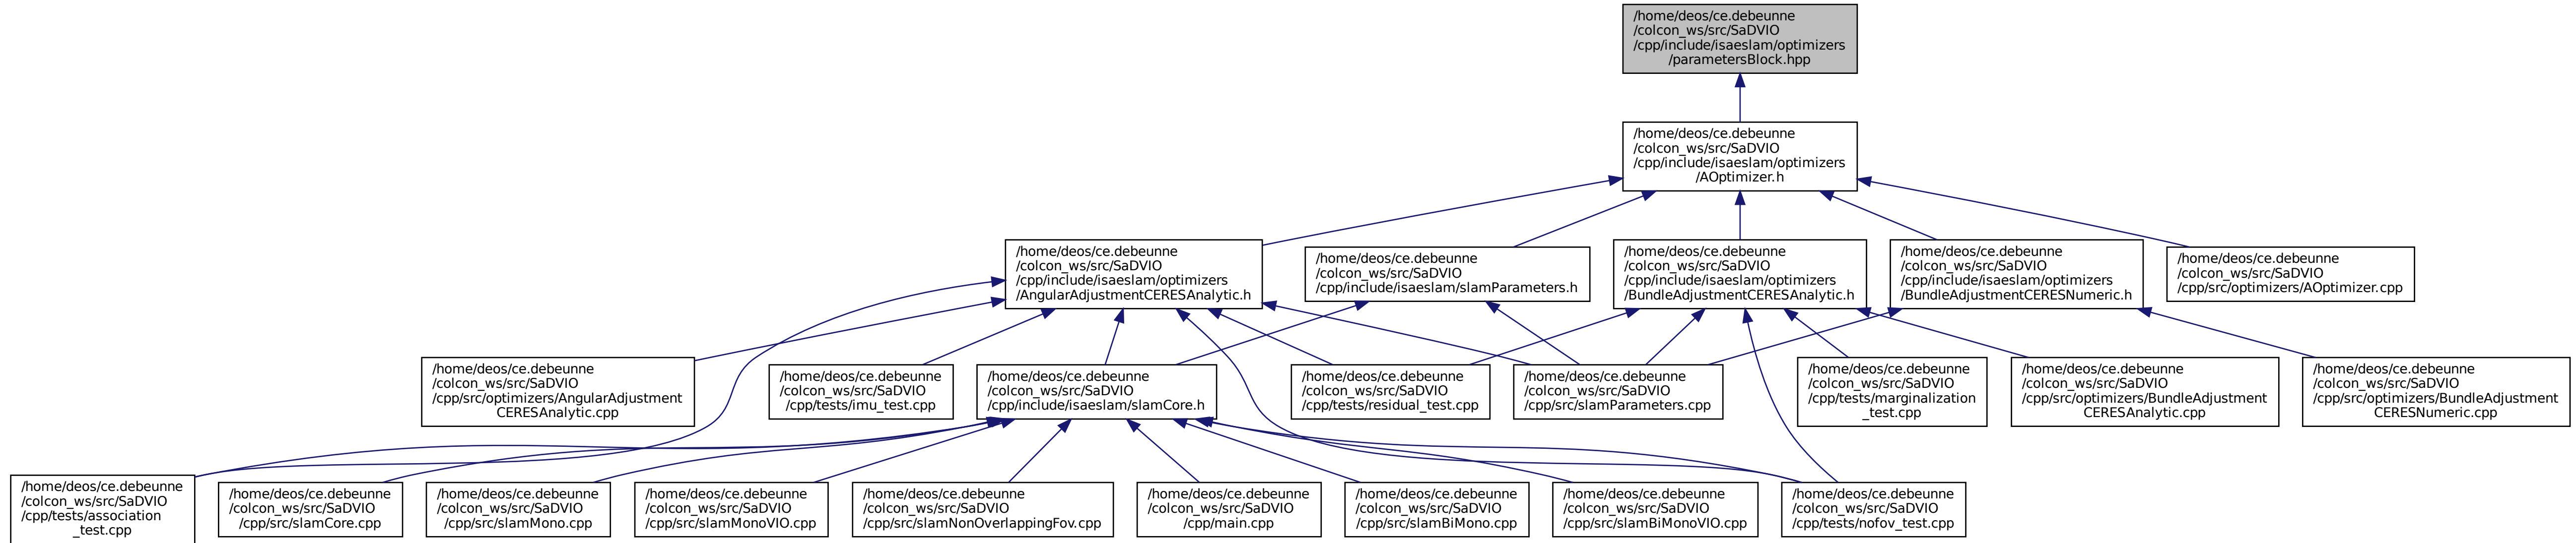 /home/deos/ce.debeunne
/colcon_ws/src/SaDVIO
/cpp/include/isaeslam/optimizers
/parametersBlock.hpp
/home/deos/ce.debeunne
/colcon_ws/src/SaDVIO
/cpp/include/isaeslam/optimizers
/AOptimizer.h
/home/deos/ce.debeunne
/colcon_ws/src/SaDVIO
/cpp/include/isaeslam/optimizers
/AngularAdjustmentCERESAnalytic.h
/home/deos/ce.debeunne
/colcon_ws/src/SaDVIO
/cpp/include/isaeslam/slamParameters.h
/home/deos/ce.debeunne
/colcon_ws/src/SaDVIO
/cpp/include/isaeslam/optimizers
/BundleAdjustmentCERESAnalytic.h
/home/deos/ce.debeunne
/colcon_ws/src/SaDVIO
/cpp/include/isaeslam/optimizers
/BundleAdjustmentCERESNumeric.h
/home/deos/ce.debeunne
/colcon_ws/src/SaDVIO
/cpp/src/optimizers/AOptimizer.cpp
/home/deos/ce.debeunne
/colcon_ws/src/SaDVIO
/cpp/src/optimizers/AngularAdjustment
CERESAnalytic.cpp
/home/deos/ce.debeunne
/colcon_ws/src/SaDVIO
/cpp/tests/imu_test.cpp
/home/deos/ce.debeunne
/colcon_ws/src/SaDVIO
/cpp/include/isaeslam/slamCore.h
/home/deos/ce.debeunne
/colcon_ws/src/SaDVIO
/cpp/tests/residual_test.cpp
/home/deos/ce.debeunne
/colcon_ws/src/SaDVIO
/cpp/src/slamParameters.cpp
/home/deos/ce.debeunne
/colcon_ws/src/SaDVIO
/cpp/tests/marginalization
_test.cpp
/home/deos/ce.debeunne
/colcon_ws/src/SaDVIO
/cpp/src/optimizers/BundleAdjustment
CERESAnalytic.cpp
/home/deos/ce.debeunne
/colcon_ws/src/SaDVIO
/cpp/src/optimizers/BundleAdjustment
CERESNumeric.cpp
/home/deos/ce.debeunne
/colcon_ws/src/SaDVIO
/cpp/tests/association
_test.cpp
/home/deos/ce.debeunne
/colcon_ws/src/SaDVIO
/cpp/src/slamCore.cpp
/home/deos/ce.debeunne
/colcon_ws/src/SaDVIO
/cpp/src/slamMono.cpp
/home/deos/ce.debeunne
/colcon_ws/src/SaDVIO
/cpp/src/slamMonoVIO.cpp
/home/deos/ce.debeunne
/colcon_ws/src/SaDVIO
/cpp/src/slamNonOverlappingFov.cpp
/home/deos/ce.debeunne
/colcon_ws/src/SaDVIO
/cpp/main.cpp
/home/deos/ce.debeunne
/colcon_ws/src/SaDVIO
/cpp/src/slamBiMono.cpp
/home/deos/ce.debeunne
/colcon_ws/src/SaDVIO
/cpp/src/slamBiMonoVIO.cpp
/home/deos/ce.debeunne
/colcon_ws/src/SaDVIO
/cpp/tests/nofov_test.cpp